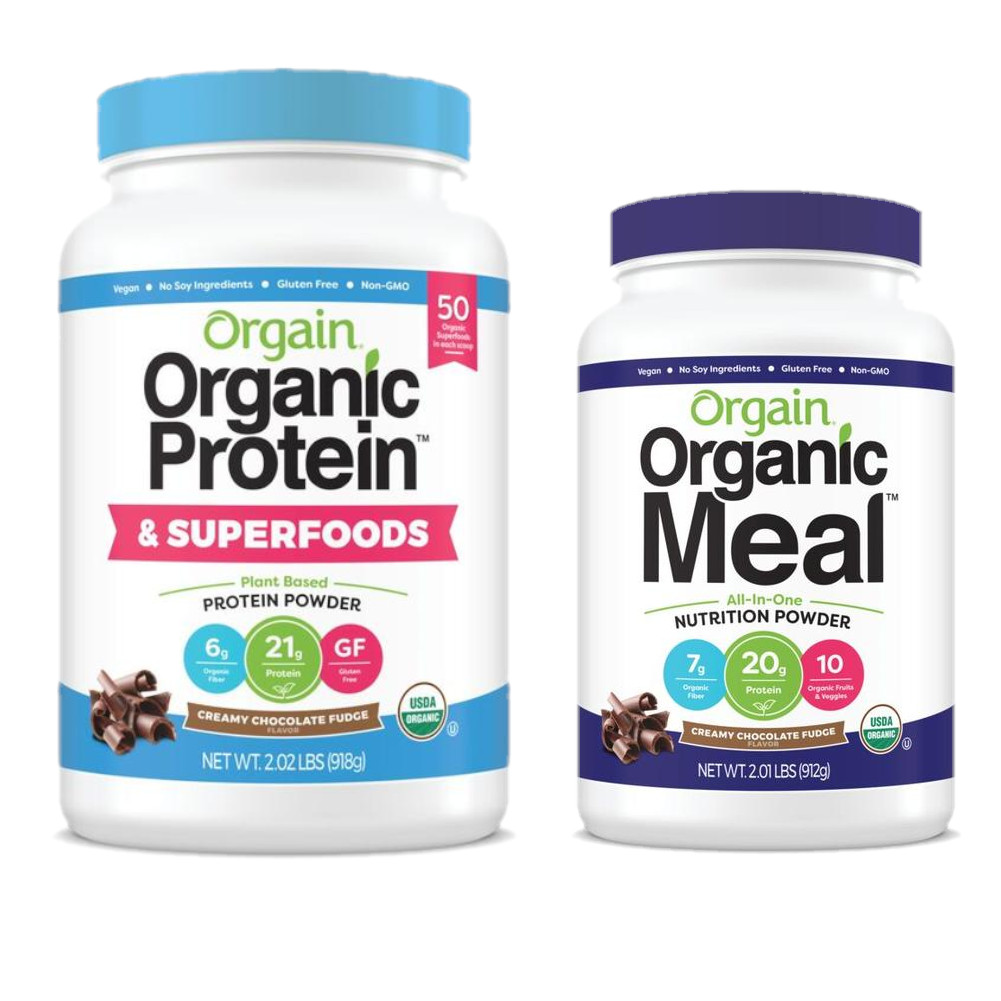 Vegan • No Soy Ingredients • Gluten Free • Non-GMO
50
Organic
Superfoods
in each scoop
Orgain®
Organic
Protein™
& SUPERFOODS
Plant Based
PROTEIN POWDER
6g
Organic
Fiber
21g
Protein
GF
Gluten
Free
CREAMY CHOCOLATE FUDGE
FLAVOR
USDA
ORGANIC
U
NET WT. 2.02 LBS (918g)
Vegan • No Soy Ingredients • Gluten Free • Non-GMO
Orgain®
Organic
Meal™
All-In-One
NUTRITION POWDER
7g
Organic
Fiber
20g
Protein
10
Organic Fruits
& Veggies
CREAMY CHOCOLATE FUDGE
FLAVOR
USDA
ORGANIC
U
NET WT. 2.01 LBS (912g)